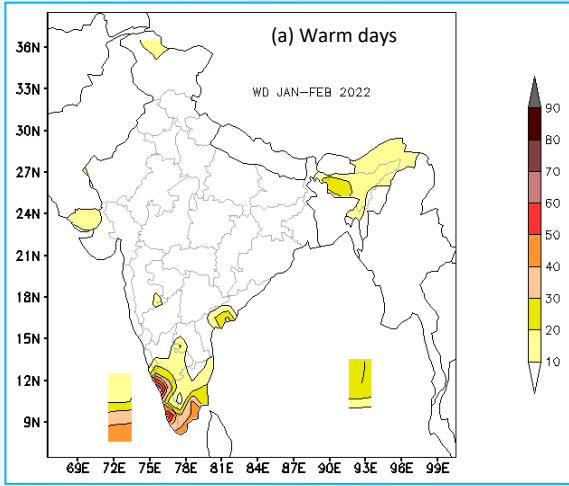 (a) Warm days
WD JAN-FEB 2022
36N
33N
30N
27N
24N
21N
18N
15N
12N
9N
69E 72E 75E 78E 81E 84E 87E 90E 93E 96E 99E
90
80
70
60
50
40
30
20
10